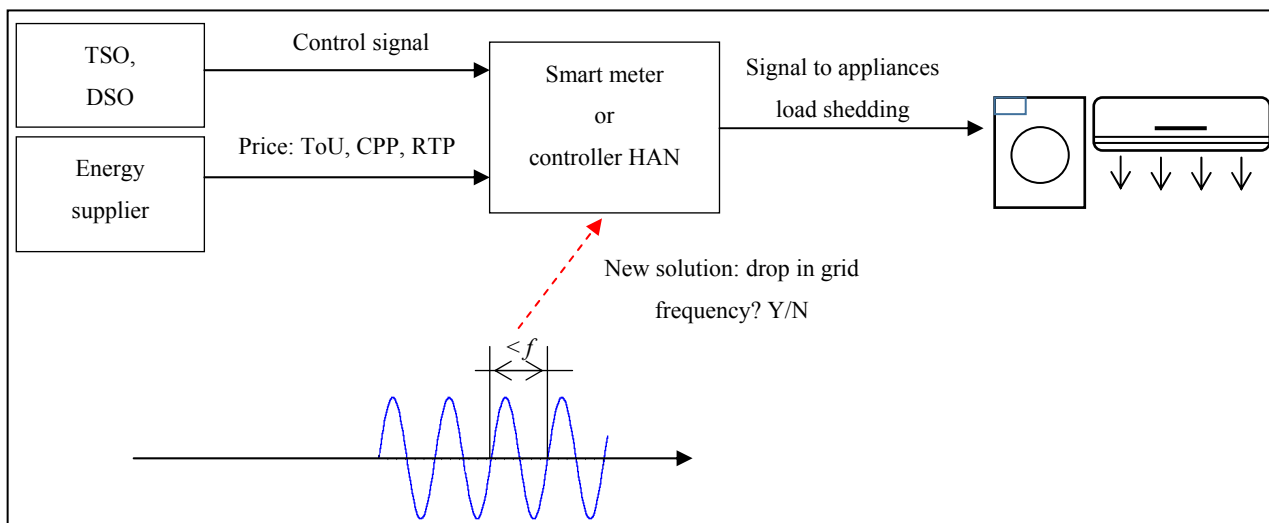 TSO,
DSO
Control signal
Energy
supplier
Price: ToU, CPP, RTP
Smart meter
or
controller HAN
Signal to appliances
load shedding
New solution: drop in grid
frequency? Y/N
< f